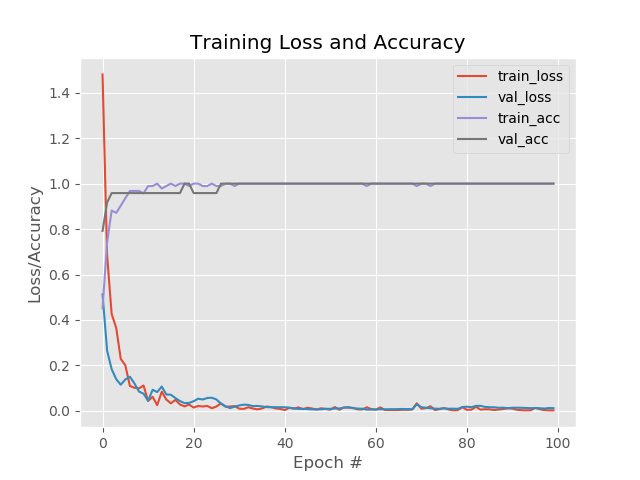 Training Loss and Accuracy
train_loss
val_loss
train_acc
val_acc
1.4
1.2
1.0
0.8
0.6
0.4
0.2
0.0
Loss/Accuracy
0 20 40 60 80 100
Epoch #